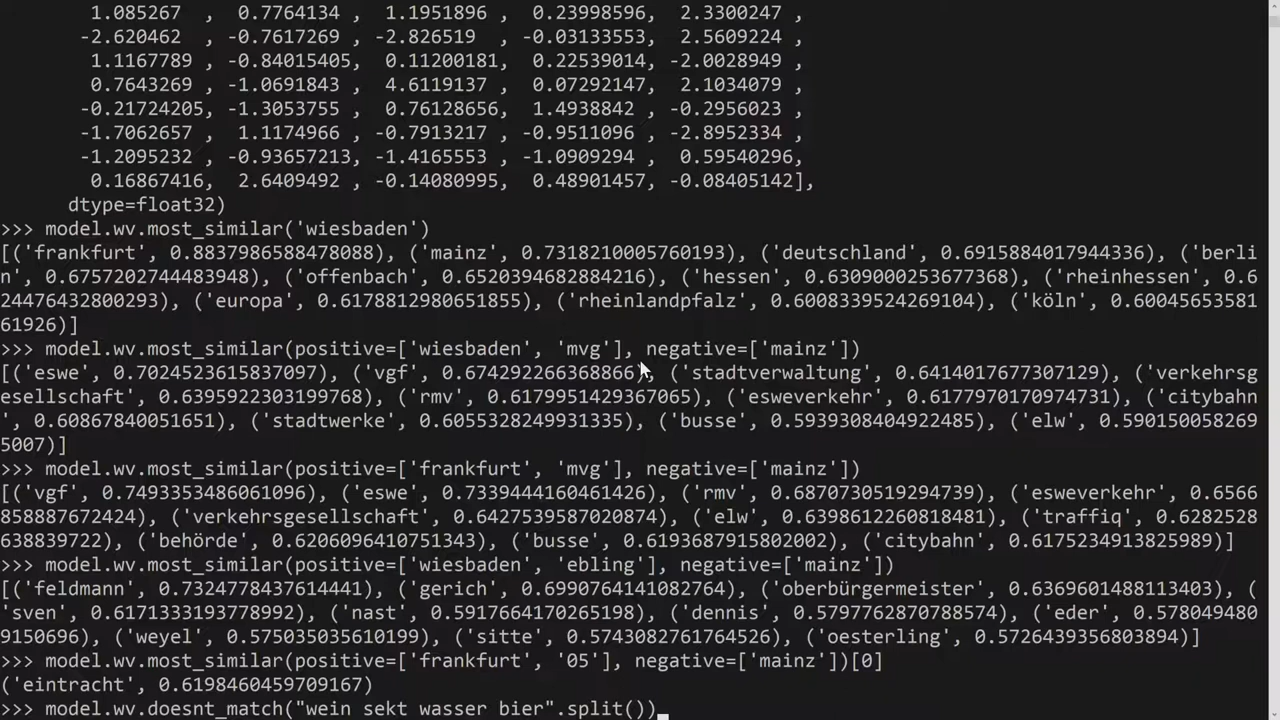 1.085267  ,  0.7764134  ,  1.1951896  ,  0.23998596,  2.3300247  ,
-2.620462  , -0.7617269 , -2.826519   , -0.03133553,  2.5609224 ,
1.1167789 , -0.84015405,  0.11200181,  0.22539014, -2.0028949  ,
0.7643269 , -1.0691843 ,  4.6119137 ,  0.07292147,  2.1034079  ,
-0.21724205, -1.3053755 ,  0.76128656,  1.4938842 , -0.2956023  ,
-1.7062657 ,  1.1174966 , -0.7913217 , -0.9511096 , -2.8952334  ,
-1.2095232 , -0.93657213, -1.4165553 , -1.0909294 ,  0.59540296,
0.16867416,  2.6409492 , -0.14080995,  0.48901457, -0.08405142],
dtype=float32)
>>> model.wv.most_similar('wiesbaden')
[('frankfurt', 0.8837986588478088), ('mainz', 0.7318210005760193), ('deutschland', 0.6915884017944336), ('berli
n', 0.6757202744483948), ('offenbach', 0.6520394682884216), ('hessen', 0.6309000253677368), ('rheinhessen', 0.6
244476432800293), ('europa', 0.6178812980651855), ('rheinlandpfalz', 0.6008339524269104), ('köln', 0.6004565358​1
61926)]
>>> model.wv.most_similar(positive=['wiesbaden', 'mvg'], negative=['mainz'])
[('eswe', 0.7024523615837097), ('vgf', 0.674292266368866), ('stadtverwaltung', 0.6414017677307129), ('verkehrsg
esellschaft', 0.6395922303199768), ('rmv', 0.6179951429367065), ('esweverkehr', 0.6177970170974731), ('citybahn
', 0.608678400516​51), ('stadtwerke', 0.6055328249931335), ('busse', 0.5939308404922485), ('elw', 0.590150058269
5007)]
>>> model.wv.most_similar(positive=['frankfurt', 'mvg'], negative=['mainz'])
[('vgf', 0.7493353486061096), ('eswe', 0.7339444160461426), ('rmv', 0.6870730519294739), ('esweverkehr', 0.6566
858887672424), ('verkehrsgesellschaft', 0.6427539587020874), ('elw', 0.6398612260818481), ('traffiq', 0.6282528
638839722), ('behörde', 0.6206096410751343), ('busse', 0.6193687915802002), ('citybahn', 0.6175234913825989)]
>>> model.wv.most_similar(positive=['wiesbaden', 'ebling'], negative=['mainz'])
[('feldmann', 0.7324778437614441), ('gerich', 0.6990764141082764), ('oberbürgermeister', 0.6369601488113403), (
'sven', 0.6171333193778992), ('nast', 0.5917664170265198), ('dennis', 0.5797762870788574), ('eder', 0.578049480
9150696), ('weyel', 0.575035035610199), ('sitte', 0.5743082761764526), ('oesterling', 0.5726439356803894)]
>>> model.wv.most_similar(positive=['frankfurt', '05'], negative=['mainz'])[0]
('eintracht', 0.6198460459709167)
>>> model.wv.doesnt_match("wein sekt wasser bier".split())